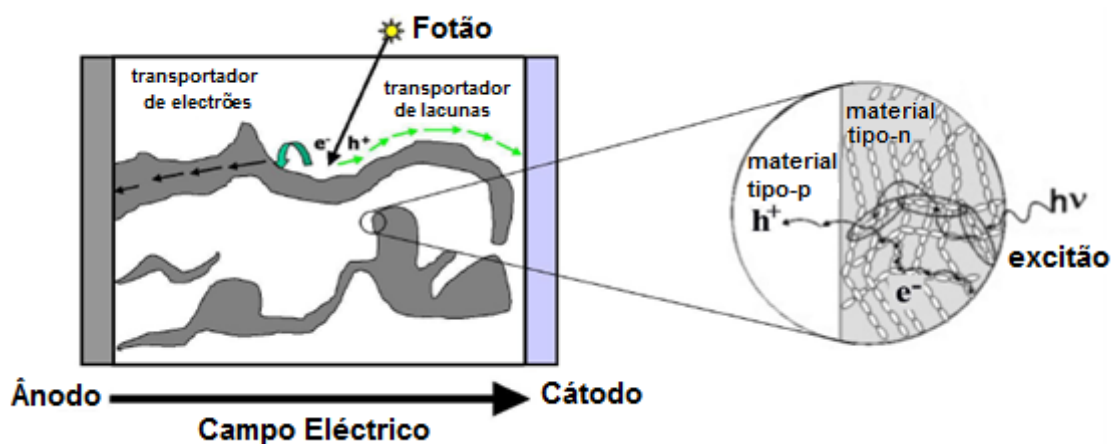 Fotão
transportador
de electrões
transportador
de lacunas
e⁻ h⁺
material
tipo-n
material
tipo-p
h⁺
hν
excitão
e⁻
Ânodo
Cátodo
Campo Eléctrico